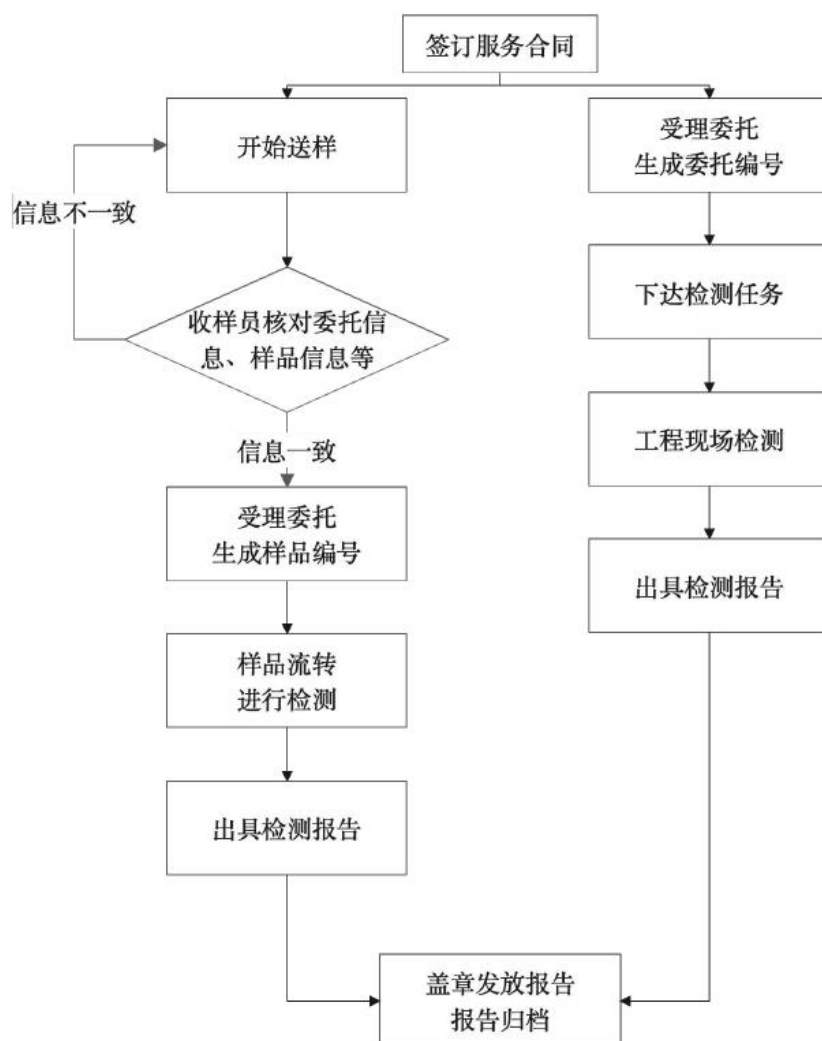 签订服务合同
开始送样
受理委托
生成委托编号
信息不一致
下达检测任务
收样员核对委托信
息、样品信息等
工程现场检测
信息一致
受理委托
生成样品编号
出具检测报告
样品流转
进行检测
出具检测报告
盖章发放报告
报告归档